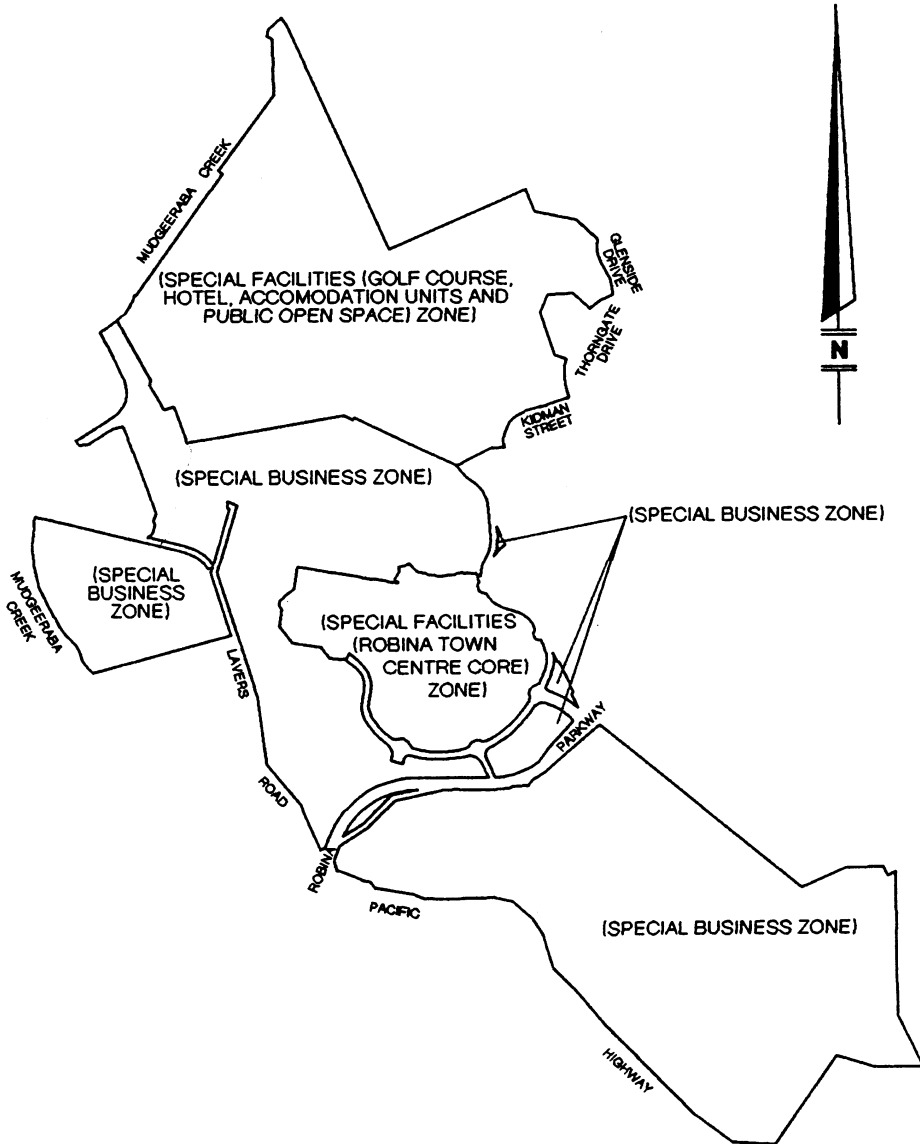 MUDGEERABA CREEK
GLENSIDE
DRIVE
(SPECIAL FACILITIES (GOLF COURSE,
HOTEL, ACCOMODATION UNITS AND
PUBLIC OPEN SPACE) ZONE)
THORNGATE
DRIVE
N
KIDMAN
STREET
(SPECIAL BUSINESS ZONE)
(SPECIAL BUSINESS ZONE)
(SPECIAL
BUSINESS
ZONE)
MUDGEERABA
CREEK
(SPECIAL FACILITIES
(ROBINA TOWN
CENTRE CORE)
ZONE)
LAVERS
ROAD
PARKWAY
ROBINA
PACIFIC
(SPECIAL BUSINESS ZONE)
HIGHWAY